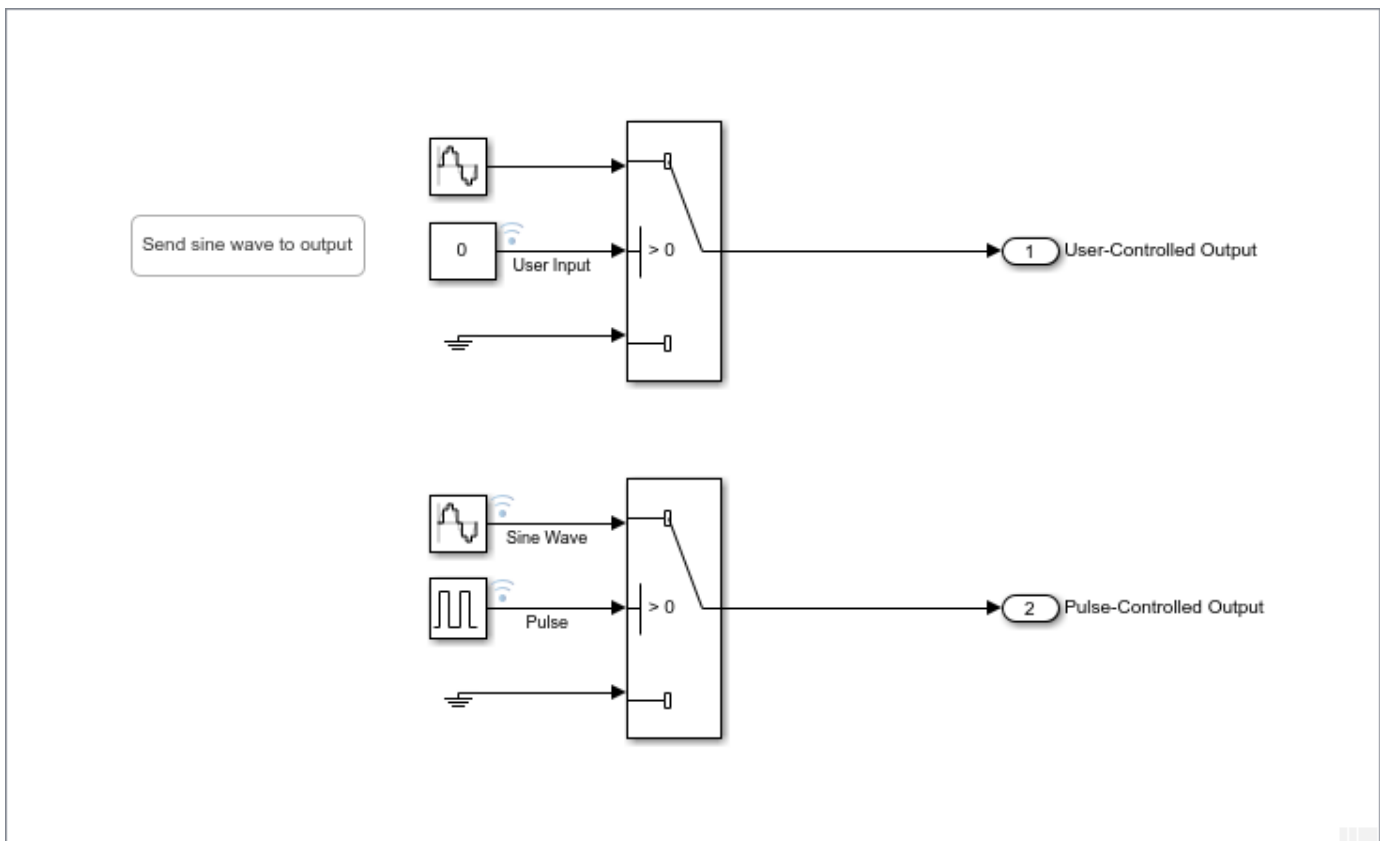 Send sine wave to output
0
User Input
> 0
1
User-Controlled Output
Sine Wave
Pulse
> 0
2
Pulse-Controlled Output